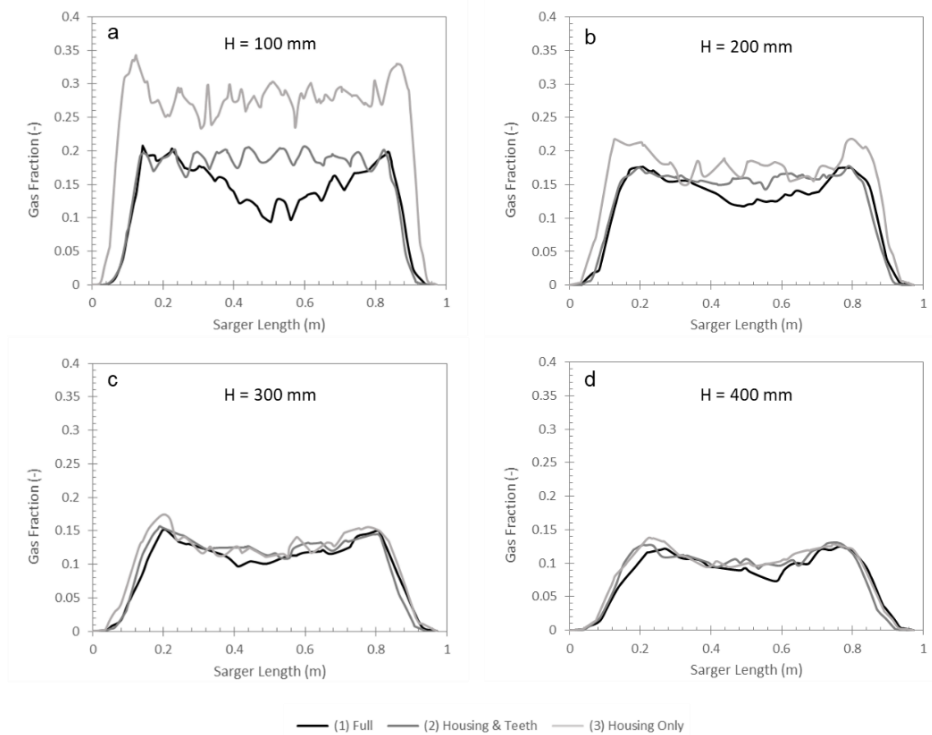 a
H = 100 mm
0.4
0.35
0.3
0.25
0.2
0.15
0.1
0.05
0
Gas Fraction (-)
0 0.2 0.4 0.6 0.8 1
Sarger Length (m)
b
H = 200 mm
0.4
0.35
0.3
0.25
0.2
0.15
0.1
0.05
0
Gas Fraction (-)
0 0.2 0.4 0.6 0.8 1
Sarger Length (m)
c
H = 300 mm
0.4
0.35
0.3
0.25
0.2
0.15
0.1
0.05
0
Gas Fraction (-)
0 0.2 0.4 0.6 0.8 1
Sarger Length (m)
d
H = 400 mm
0.4
0.35
0.3
0.25
0.2
0.15
0.1
0.05
0
Gas Fraction (-)
0 0.2 0.4 0.6 0.8 1
Sarger Length (m)
(1) Full (2) Housing & Teeth (3) Housing Only